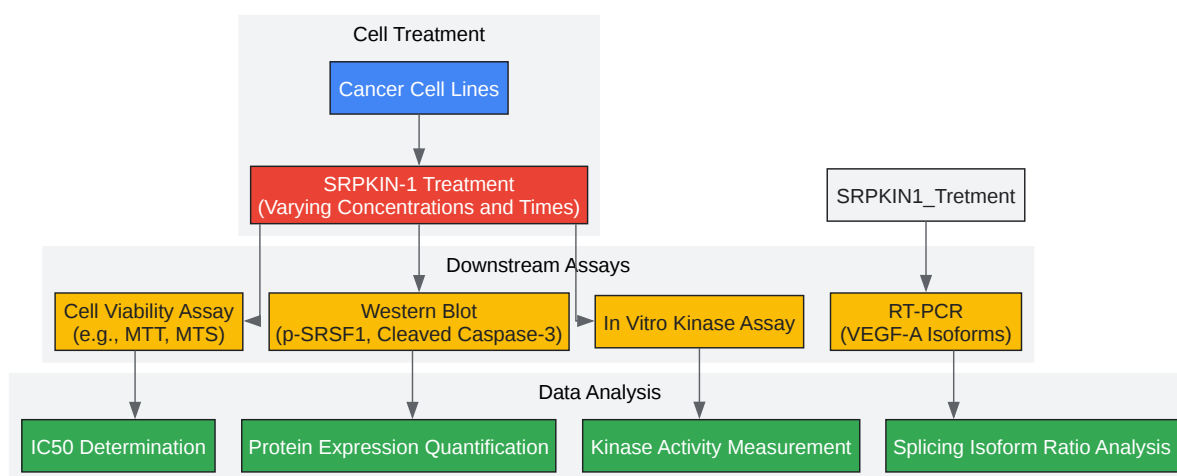 Cell Treatment
Cancer Cell Lines
SRPKIN-1 Treatment
(Varying Concentrations and Times)
SRPKIN1_Tretment
Downstream Assays
Cell Viability Assay
(e.g., MTT, MTS)
Western Blot
(p-SRSF1, Cleaved Caspase-3)
In Vitro Kinase Assay
RT-PCR
(VEGF-A Isoforms)
Data Analysis
IC50 Determination
Protein Expression Quantification
Kinase Activity Measurement
Splicing Isoform Ratio Analysis